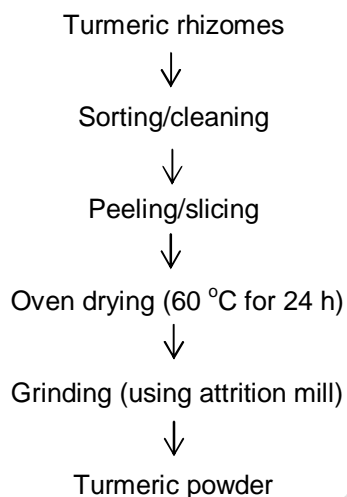 Turmeric rhizomes
Sorting/cleaning
Peeling/slicing
Oven drying (60 °C for 24 h)
Grinding (using attrition mill)
Turmeric powder